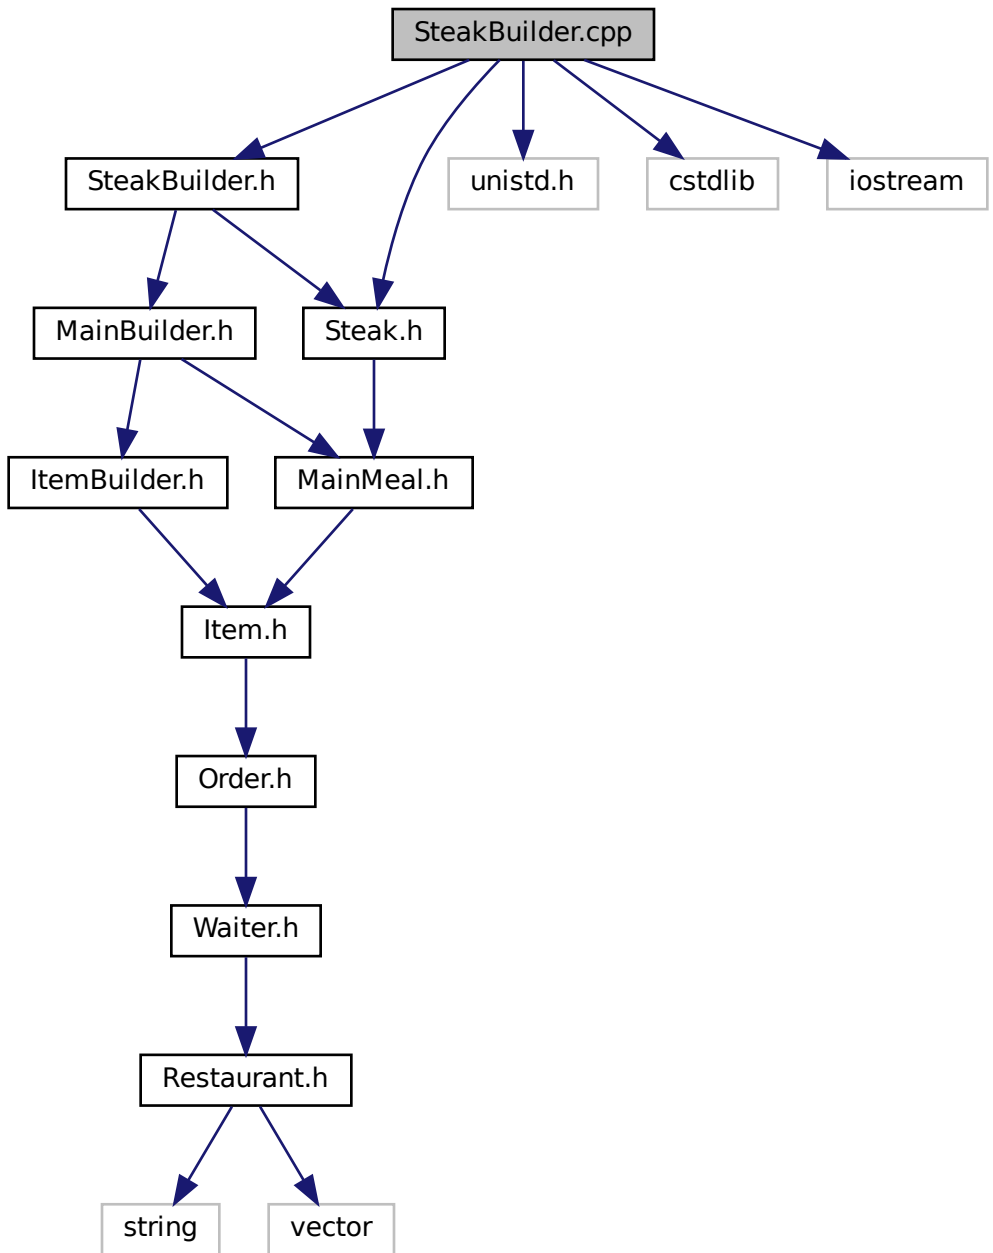 SteakBuilder.cpp
SteakBuilder.h
unistd.h
cstdlib
iostream
MainBuilder.h
Steak.h
ItemBuilder.h
MainMeal.h
Item.h
Order.h
Waiter.h
Restaurant.h
string
vector